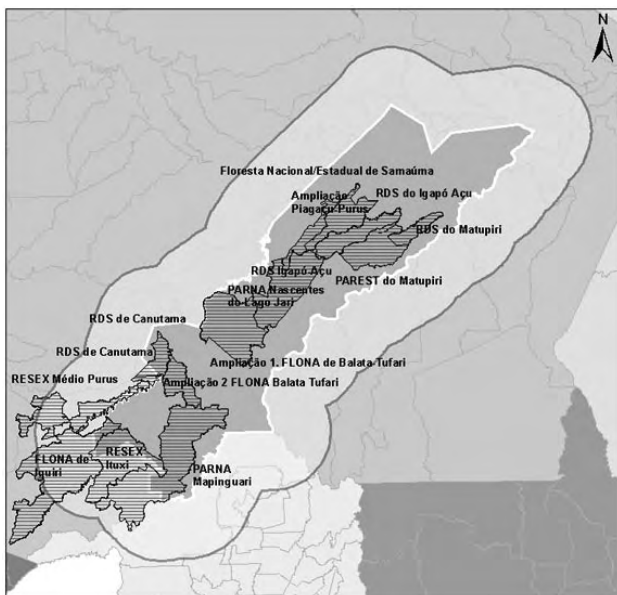 N
Floresta Nacional/Estadual de Samaúma
Ampliação
Piagaçu-Purus
RDS do Igapó Açu
RDS do Matupiri
RDS Igapó Açu
PARNA Nascentes
do Lago Jari
PAREST do Matupiri
RDS de Canutama
RDS de Canutama
Ampliação 1. FLONA de Balata Tufari
RESEX Médio Purus
Ampliação 2 FLONA Balata Tufari
FLONA de
Iquiri
RESEX
Ituxi
PARNA
Mapinguari